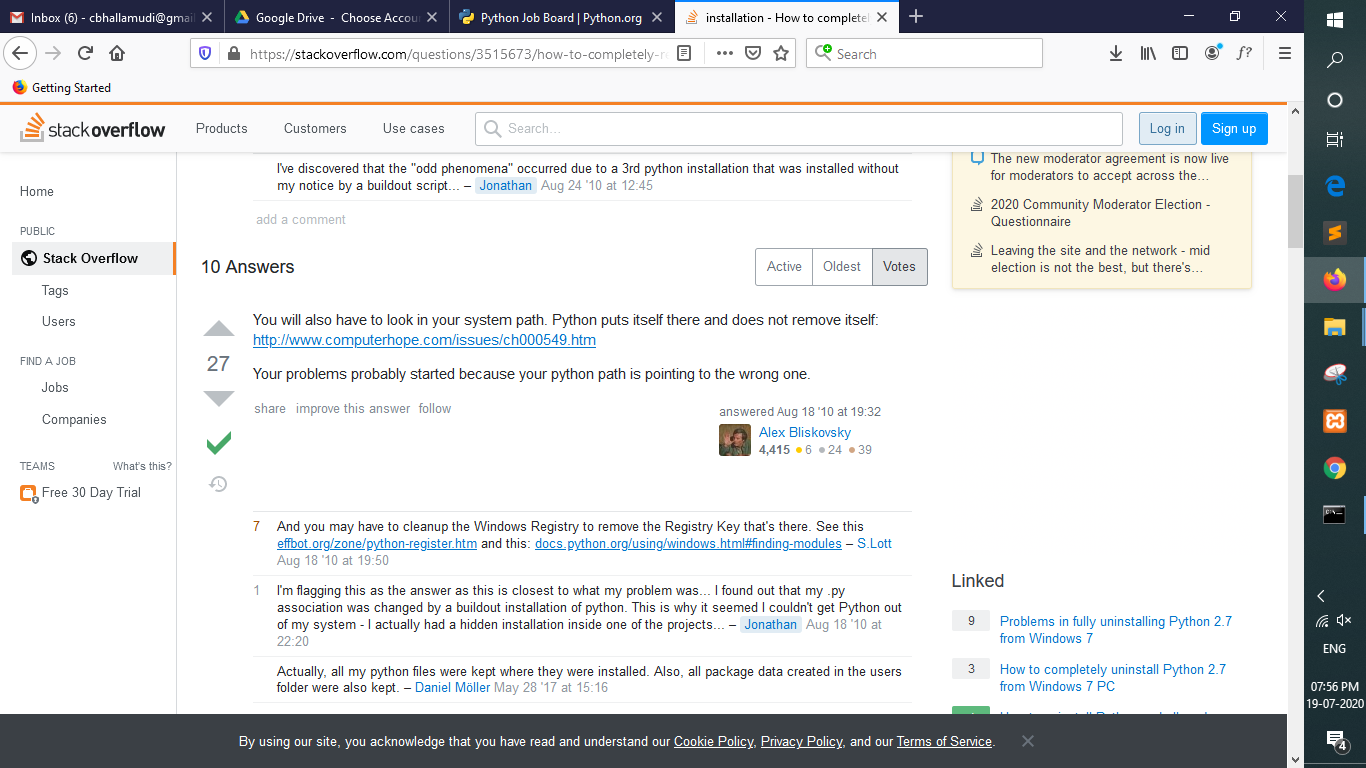 Inbox (6) - cbhallamudi@gmai
Google Drive - Choose Accou
Python Job Board | Python.org
installation - How to complete
https://stackoverflow.com/questions/3515673/how-to-completely-r
Search
Getting Started
stackoverflow
Products
Customers
Use cases
Search...
Log in
Sign up
Home
PUBLIC
Stack Overflow
Tags
Users
FIND A JOB
Jobs
Companies
TEAMS
What's this?
Free 30 Day Trial
I've discovered that the "odd phenomena" occurred due to a 3rd python installation that was installed without
my notice by a buildout script... – Jonathan Aug 24 '10 at 12:45
add a comment
10 Answers
Active
Oldest
Votes
You will also have to look in your system path. Python puts itself there and does not remove itself:
http://www.computerhope.com/issues/ch000549.htm
27
Your problems probably started because your python path is pointing to the wrong one.
share improve this answer follow
answered Aug 18 '10 at 19:32
Alex Bliskovsky
4,415 6 24 39
7 And you may have to cleanup the Windows Registry to remove the Registry Key that's there. See this
effbot.org/zone/python-register.htm and this: docs.python.org/using/windows.html#finding-modules – S.Lott
Aug 18 '10 at 19:50
1 I'm flagging this as the answer as this is closest to what my problem was... I found out that my .py
association was changed by a buildout installation of python. This is why it seemed I couldn't get Python out
of my system - I actually had a hidden installation inside one of the projects... – Jonathan Aug 18 '10 at
22:20
Actually, all my python files were kept where they were installed. Also, all package data created in the users
folder were also kept. – Daniel Möller May 28 '17 at 15:16
The new moderator agreement is now live
for moderators to accept across the...
2020 Community Moderator Election -
Questionnaire
Leaving the site and the network - mid
election is not the best, but there's...
Linked
9 Problems in fully uninstalling Python 2.7
from Windows 7
3 How to completely uninstall Python 2.7
from Windows 7 PC
By using our site, you acknowledge that you have read and understand our Cookie Policy, Privacy Policy, and our Terms of Service.
ENG
07:56 PM
19-07-2020
4